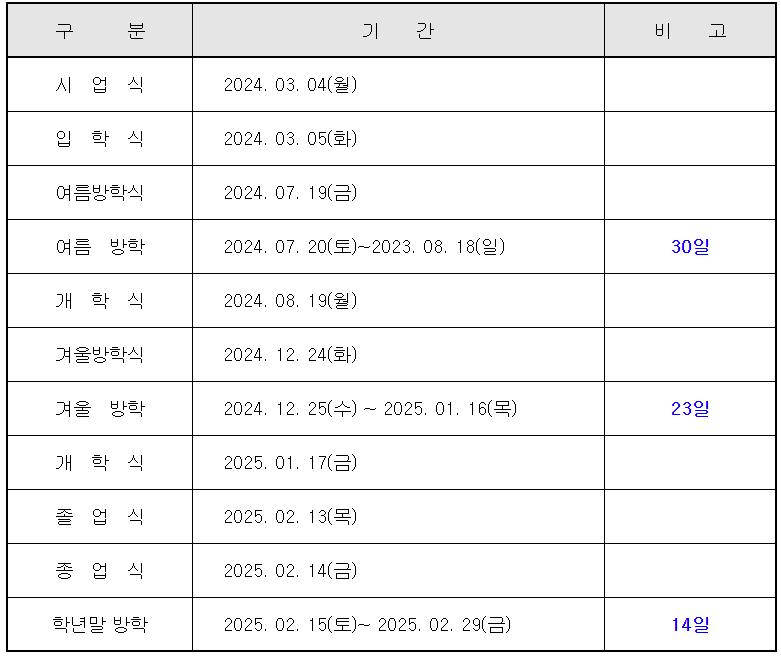 구 분 기 간 비 고
시 업 식 2024. 03. 04(월)
입 학 식 2024. 03. 05(화)
여름방학식 2024. 07. 19(금)
여름 방학 2024. 07. 20(토)~2023. 08. 18(일) 30일
개 학 식 2024. 08. 19(월)
겨울방학식 2024. 12. 24(화)
겨울 방학 2024. 12. 25(수) ~ 2025. 01. 16(목) 23일
개 학 식 2025. 01. 17(금)
졸 업 식 2025. 02. 13(목)
종 업 식 2025. 02. 14(금)
학년말 방학 2025. 02. 15(토)~ 2025. 02. 29(금) 14일